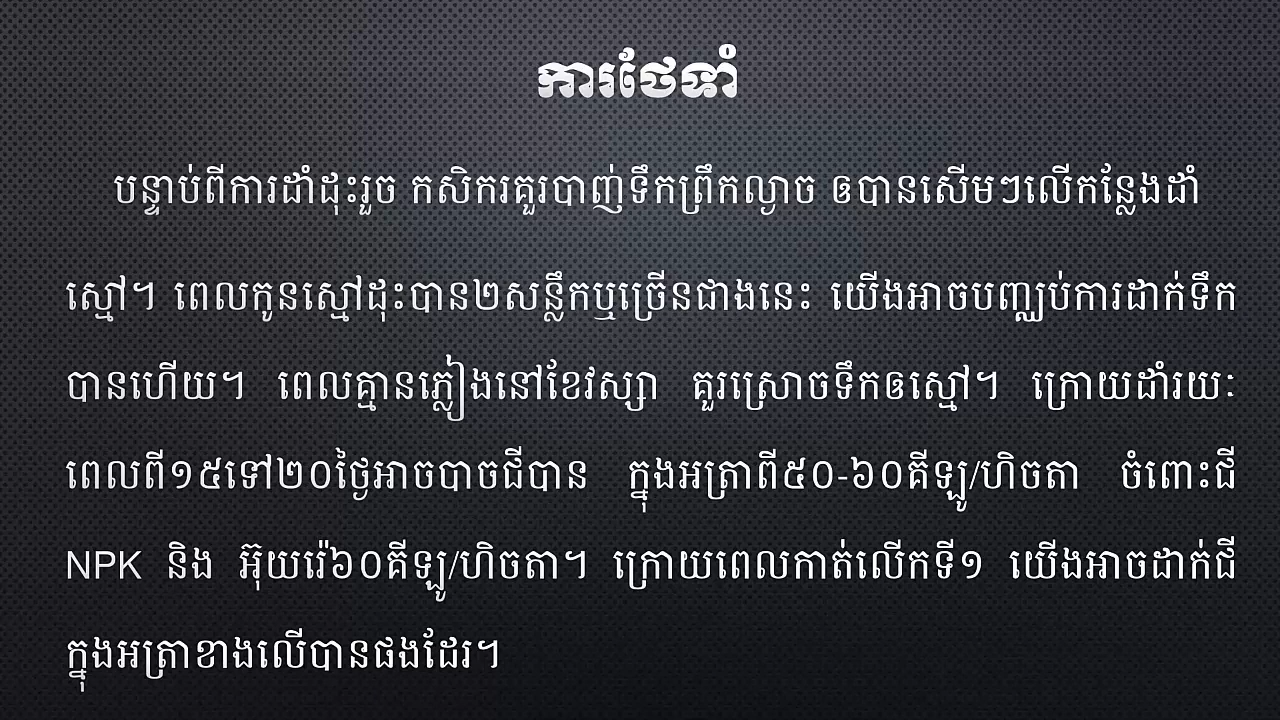 ការថែទាំ
បន្ទាប់ពីការដាំដុះរួច កសិករគួរបាញ់ទឹកព្រឹកល្ងាច ឲបានសើមៗលើកន្លែងដាំ
ស្មៅ។ ពេលកូនស្មៅដុះបាន២សន្លឹកឬច្រើនជាងនេះ យើងអាចបញ្ឈប់ការដាក់ទឹក
បានហើយ។ ពេលគ្មានភ្លៀងនៅខែវស្សា គួរស្រោចទឹកឲស្មៅ។ ក្រោយដាំរយៈ
ពេលពី១៥ទៅ២០ថ្ងៃអាចបាចជីបាន ក្នុងអត្រាពី៥០-៦០គីឡូ/ហិចតា ចំពោះជី
NPK និង អ៊ុយរ៉េ៦០គីឡូ/ហិចតា។ ក្រោយពេលកាត់លើកទី១ យើងអាចដាក់ជី
ក្នុងអត្រាខាងលើបានផងដែរ។